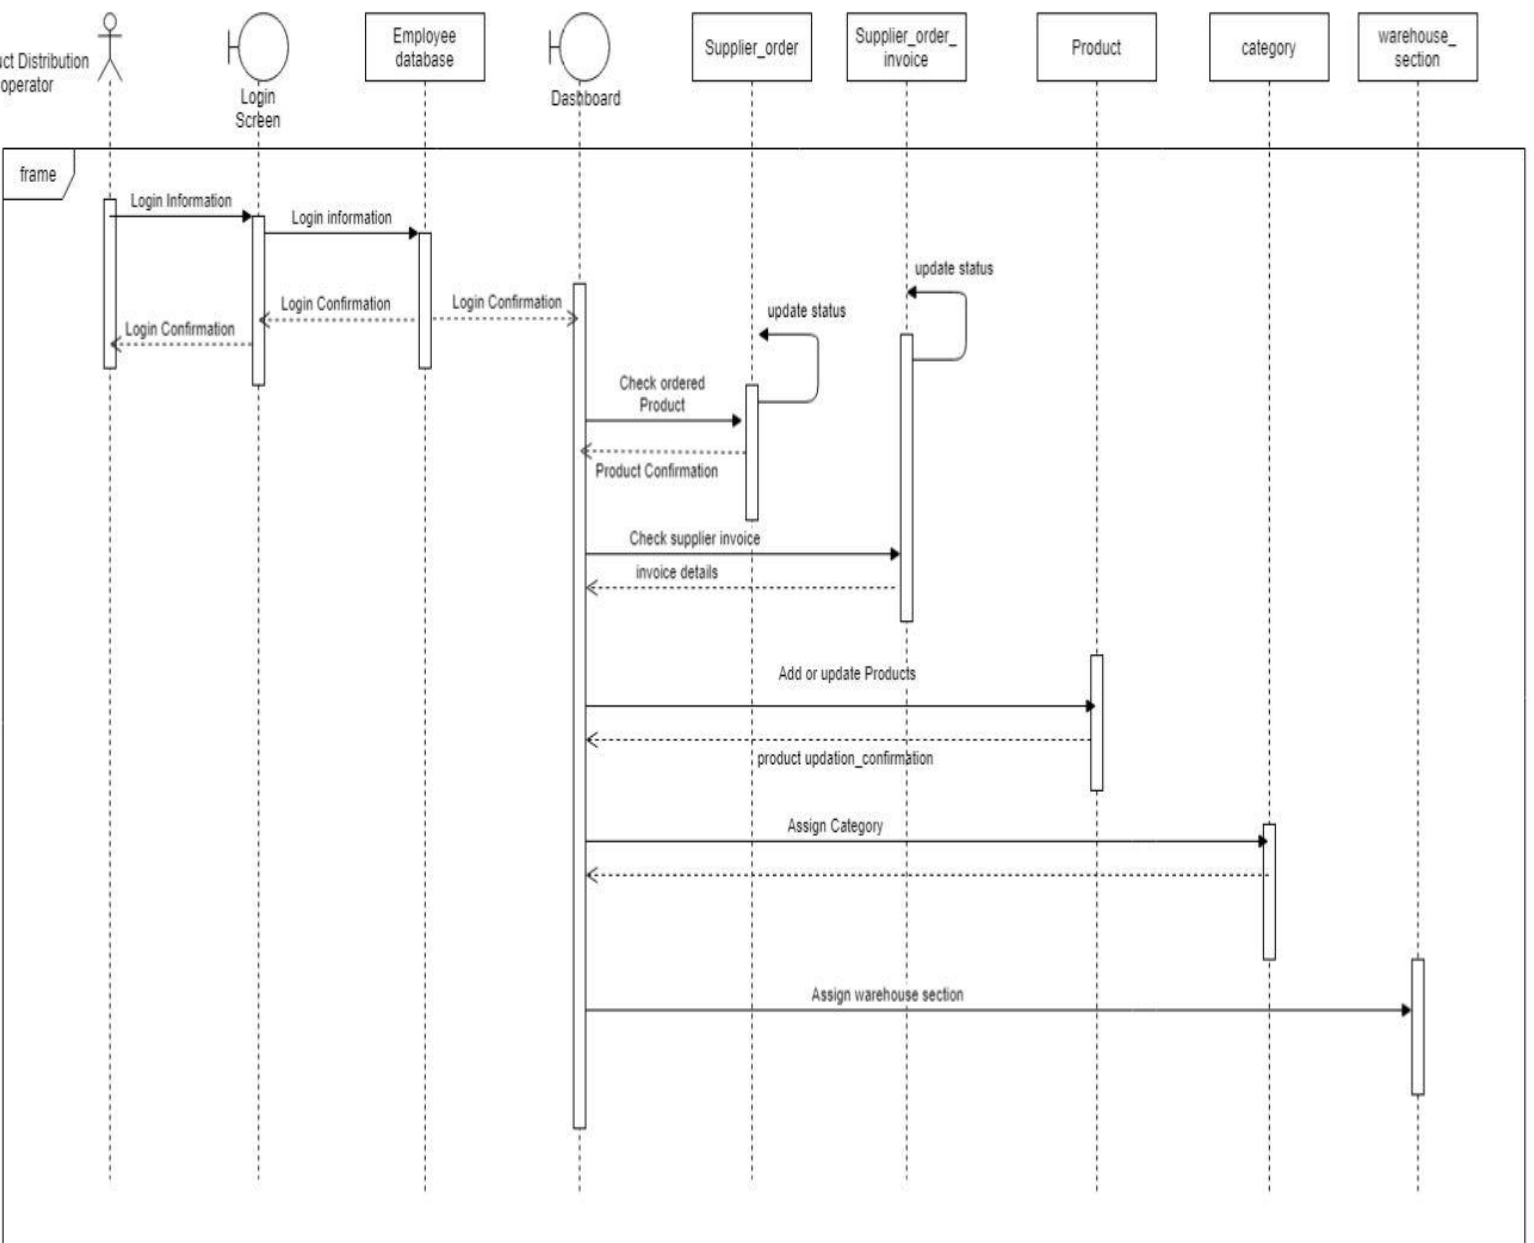 Employee
database
Supplier_order
Supplier_order_
invoice
Product
category
warehouse_
section
Distribution
operator
Login
Screen
Dashboard
frame
Login Information
Login information
update status
Login Confirmation
Login Confirmation
update status
Login Confirmation
Check ordered
Product
Product Confirmation
Check supplier invoice
invoice details
Add or update Products
product updation_confirmation
Assign Category
Assign warehouse section